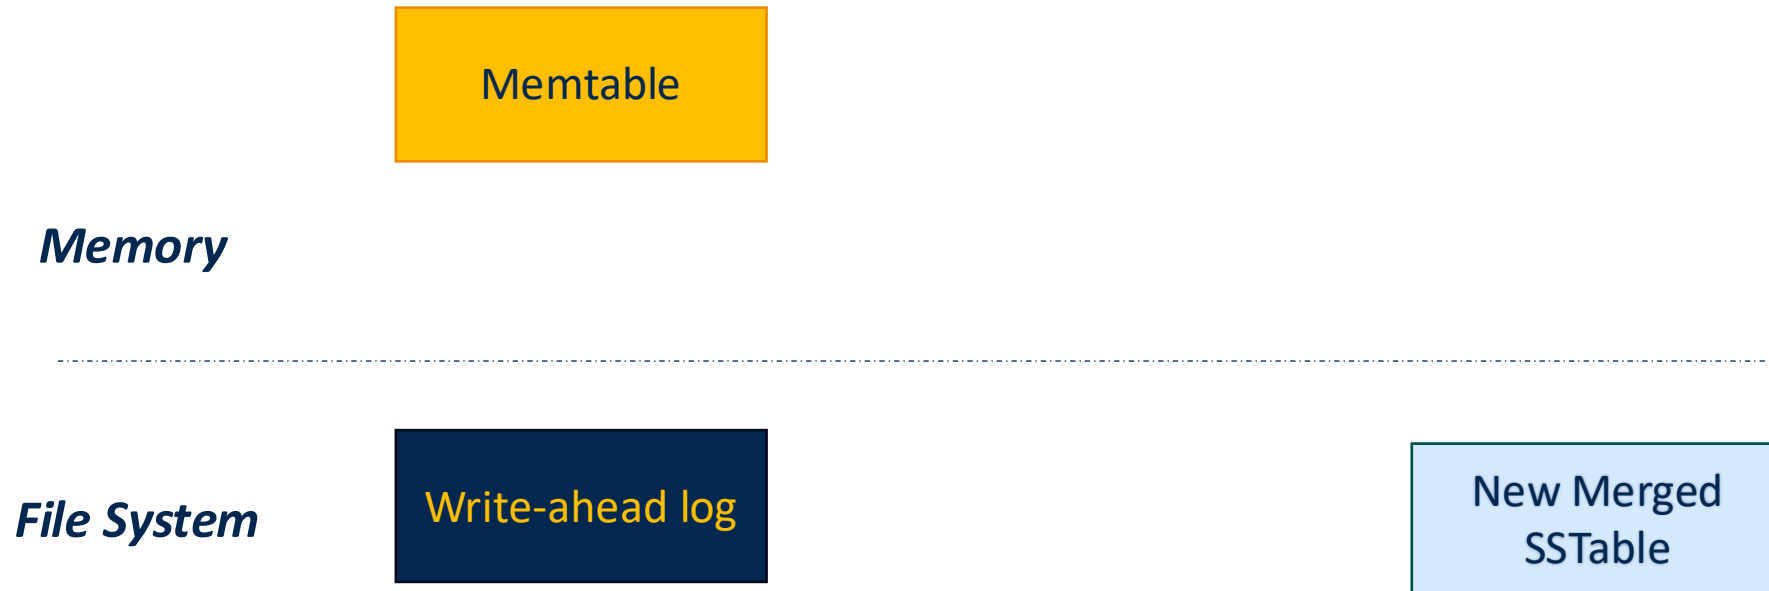 Memtable
Memory
File System
Write-ahead log
New Merged
SSTable